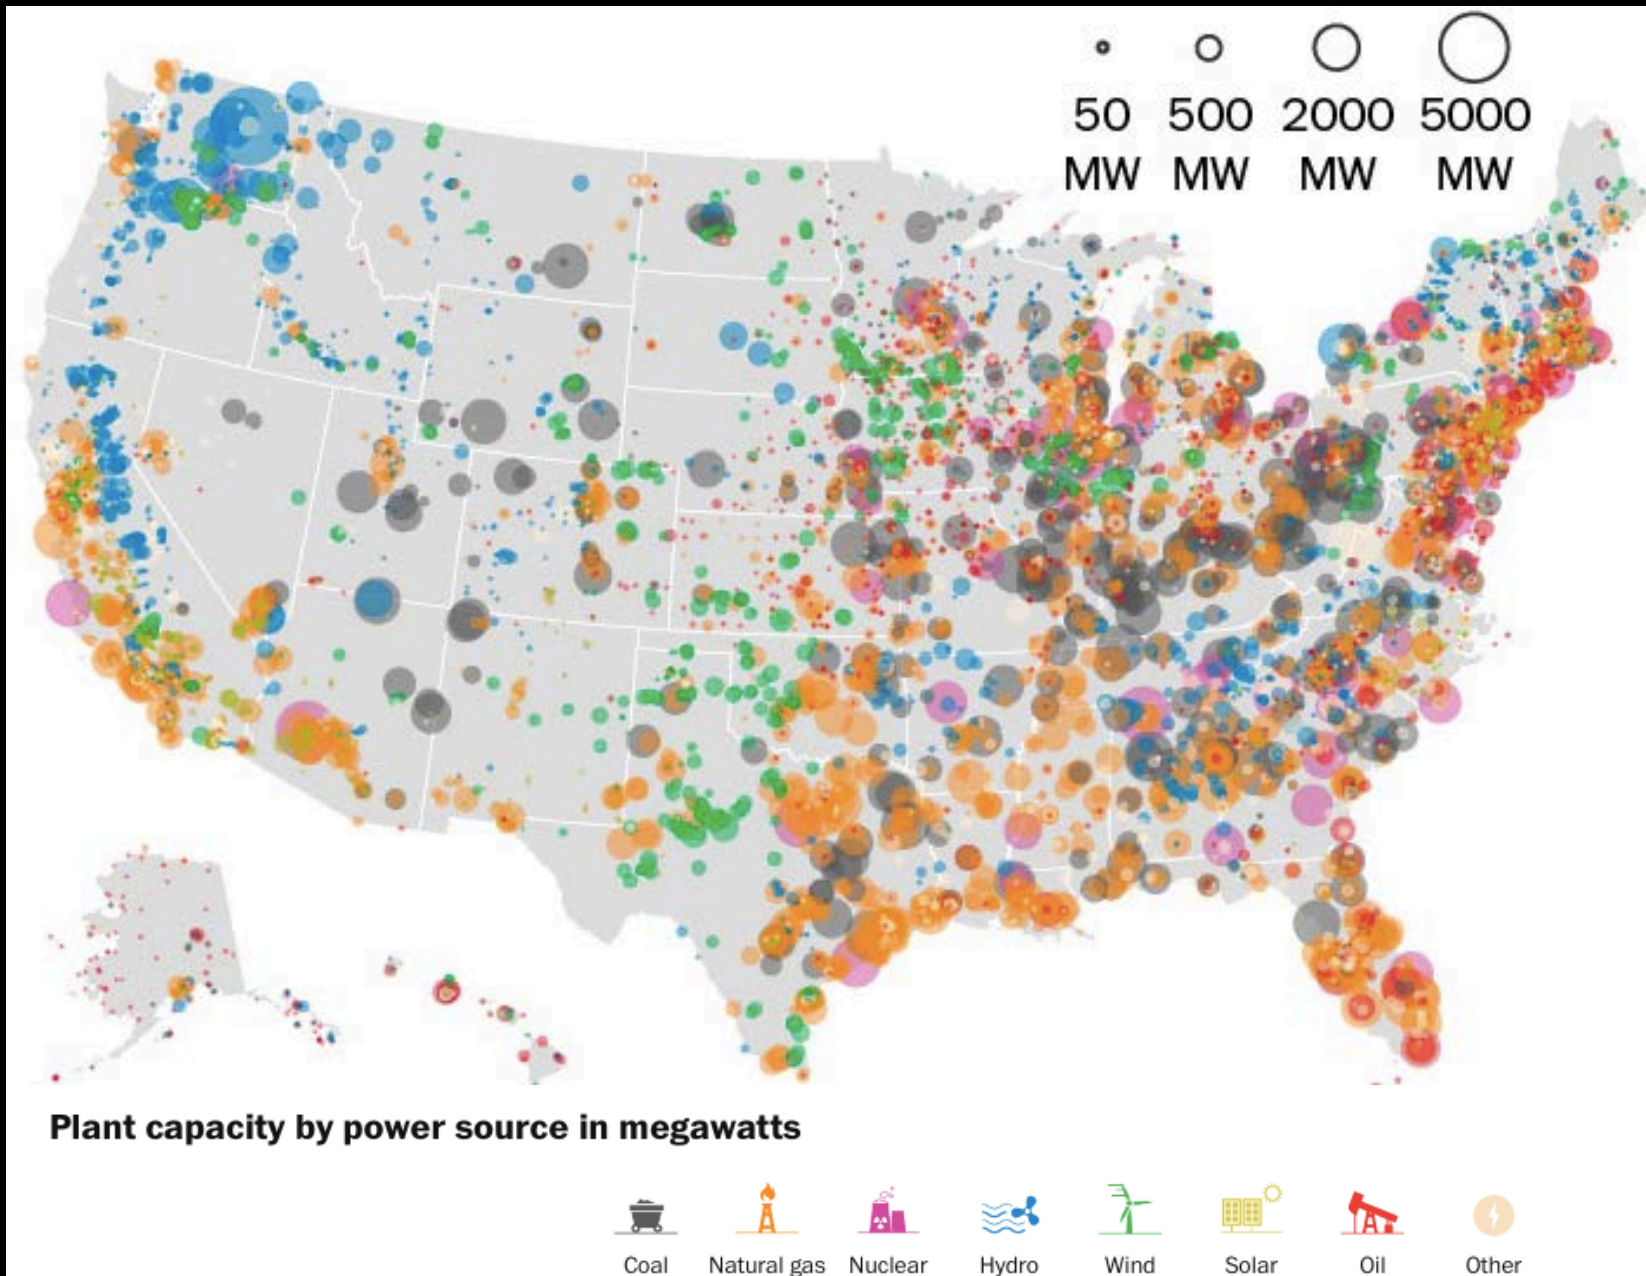 50 500 2000 5000
MW MW MW MW
Plant capacity by power source in megawatts
Coal Natural gas Nuclear Hydro Wind Solar Oil Other